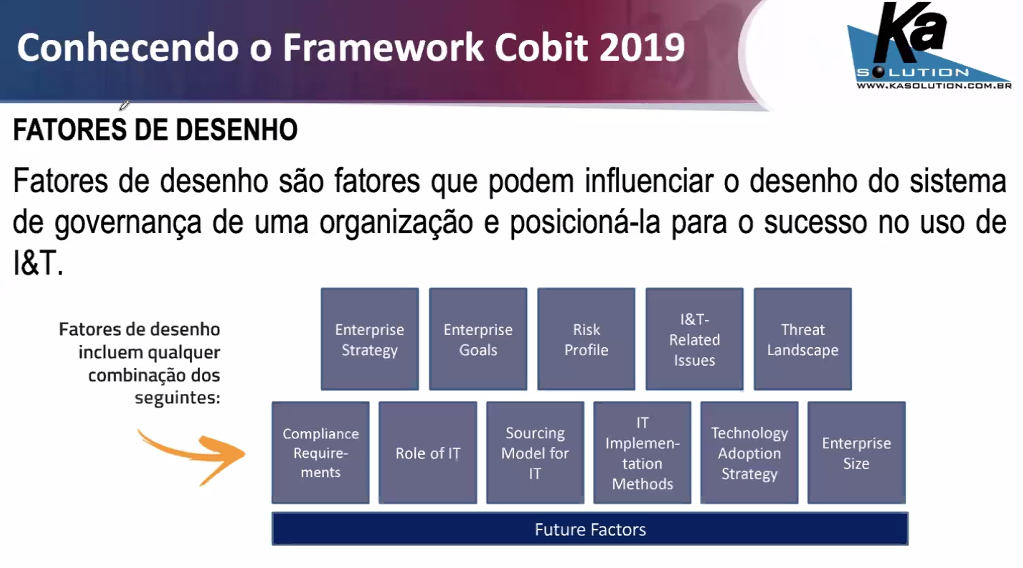 Conhecendo o Framework Cobit 2019
Ka
SOLUTION
WWW.KASOLUTION.COM.BR
FATORES DE DESENHO
Fatores de desenho são fatores que podem influenciar o desenho do sistema
de governança de uma organização e posicioná-la para o sucesso no uso de
I&T.
Fatores de desenho
incluem qualquer
combinação dos
seguintes:
Enterprise
Strategy
Enterprise
Goals
Risk
Profile
I&T-
Related
Issues
Threat
Landscape
Compliance
Require-
ments
Role of IT
Sourcing
Model for
IT
IT
Implemen-
tation
Methods
Technology
Adoption
Strategy
Enterprise
Size
Future Factors